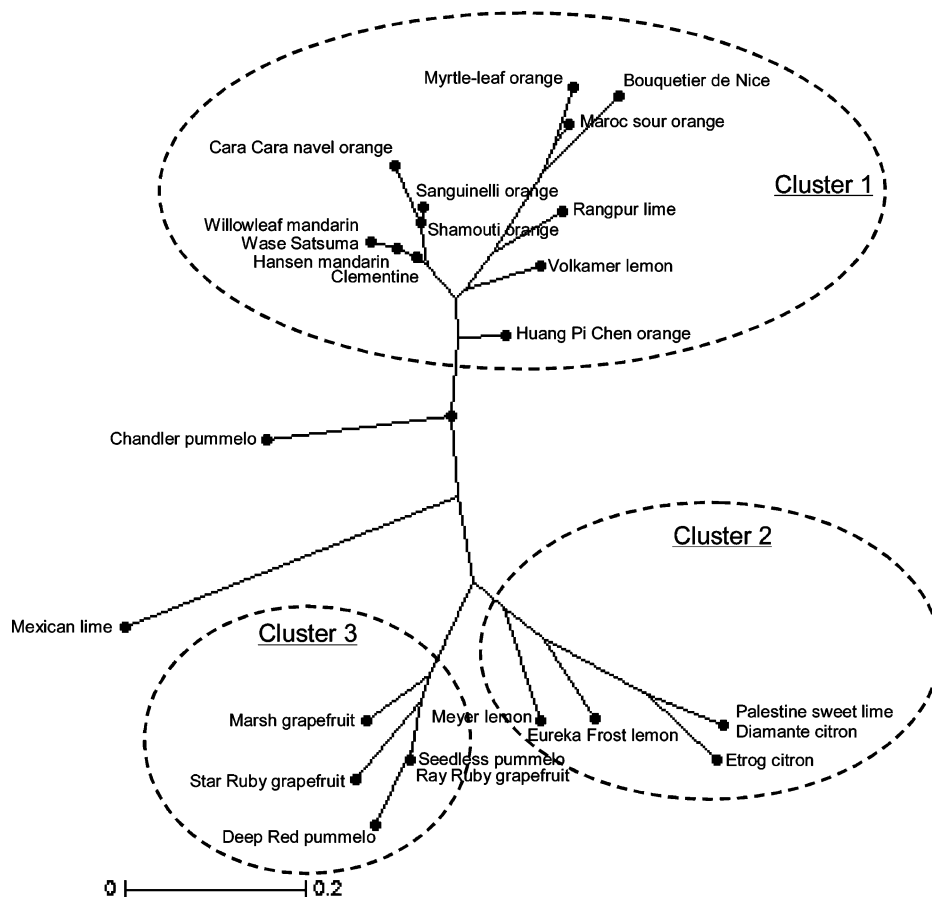 Myrtle-leaf orange
Bouquetier de Nice
Maroc sour orange
Cara Cara navel orange
Cluster 1
Sanguinelli orange
Rangpur lime
Willowleaf mandarin
Shamouti orange
Wase Satsuma
Hansen mandarin
Clementine
Volkamer lemon
Huang Pi Chen orange
Chandler pummelo
Cluster 2
Mexican lime
Cluster 3
Marsh grapefruit
Meyer lemon
Eureka Frost lemon
Palestine sweet lime
Diamante citron
Etrog citron
Star Ruby grapefruit
Seedless pummelo
Ray Ruby grapefruit
Deep Red pummelo
0 0.2